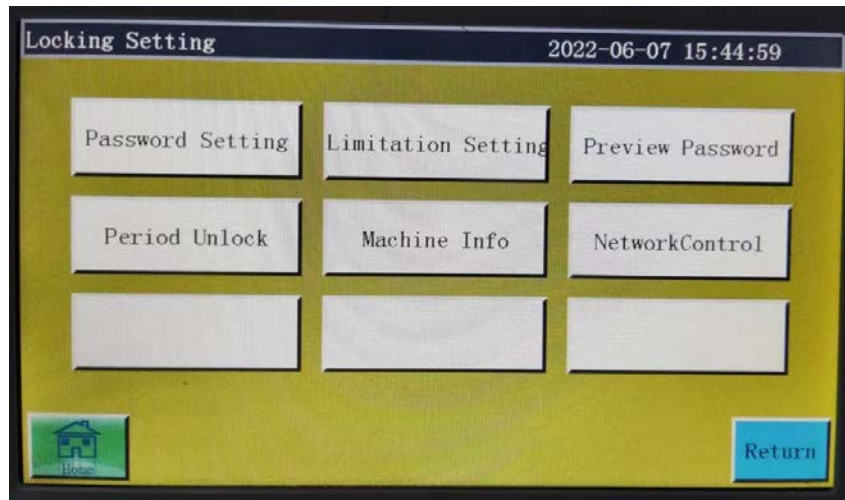 Locking Setting 2022-06-07 15:44:59
Password Setting Limitation Setting Preview Password
Period Unlock Machine Info NetworkControl
Home Return